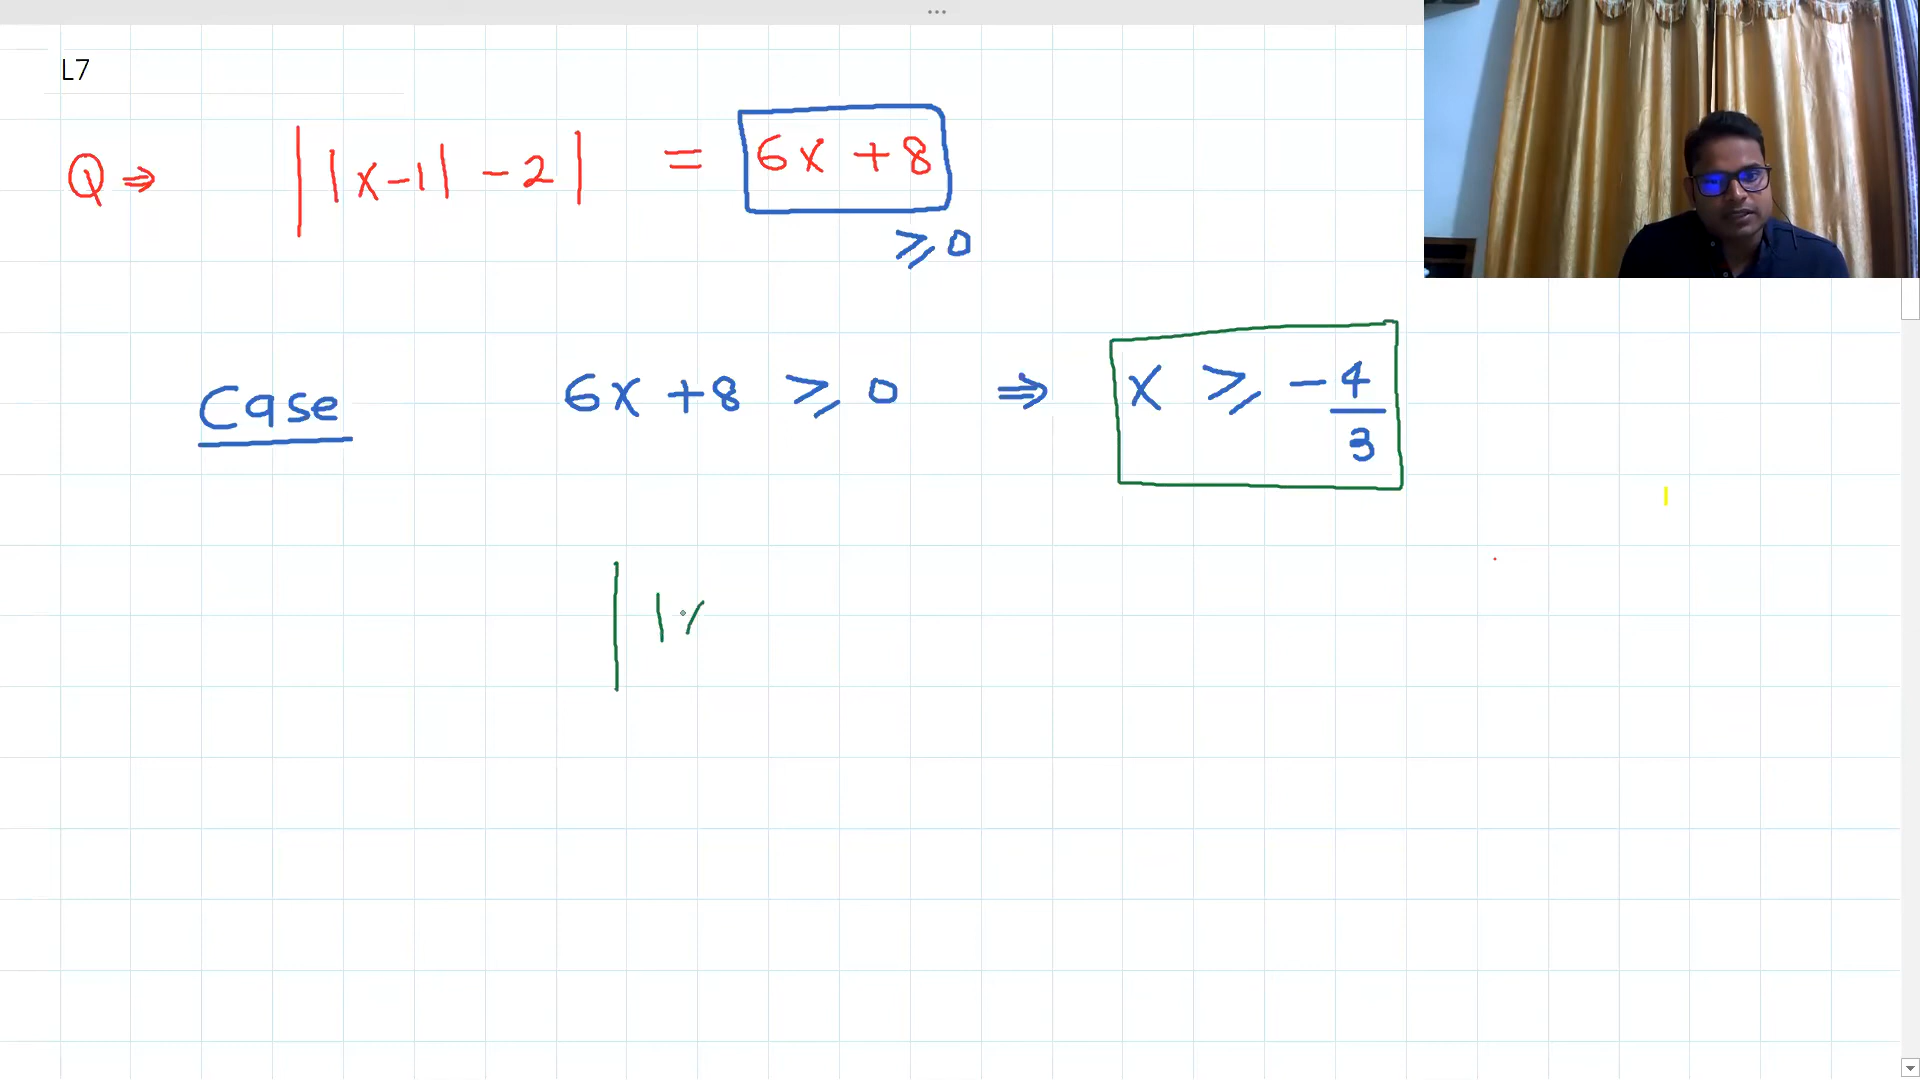 L7
Q ⇒ ||x-1| - 2| = 6x + 8
⩾ 0
Case 6x + 8 ⩾ 0 ⇒ x ⩾ -4/3
||x